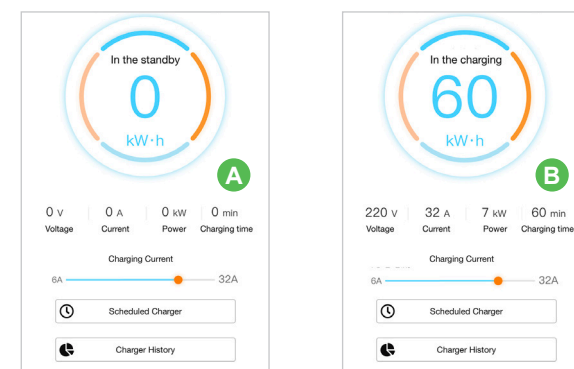 In the standby
0
kW·h
A
0 V 0 A 0 kW 0 min
Voltage Current Power Charging time
Charging Current
6A 32A
Scheduled Charger
Charger History
In the charging
60
kW·h
B
220 V 32 A 7 kW 60 min
Voltage Current Power Charging time
Charging Current
6A 32A
Scheduled Charger
Charger History